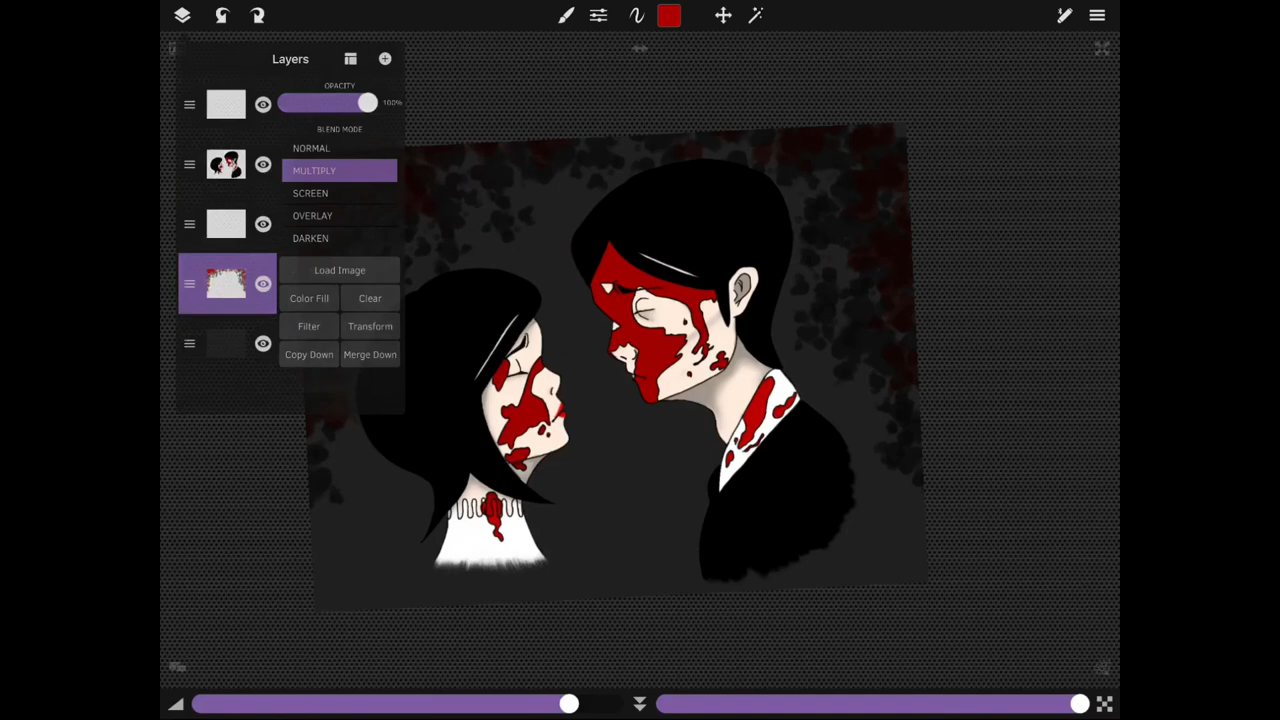 Layers
OPACITY
100%
BLEND MODE
NORMAL
MULTIPLY
SCREEN
OVERLAY
DARKEN
Load Image
Color Fill Clear
Filter Transform
Copy Down Merge Down